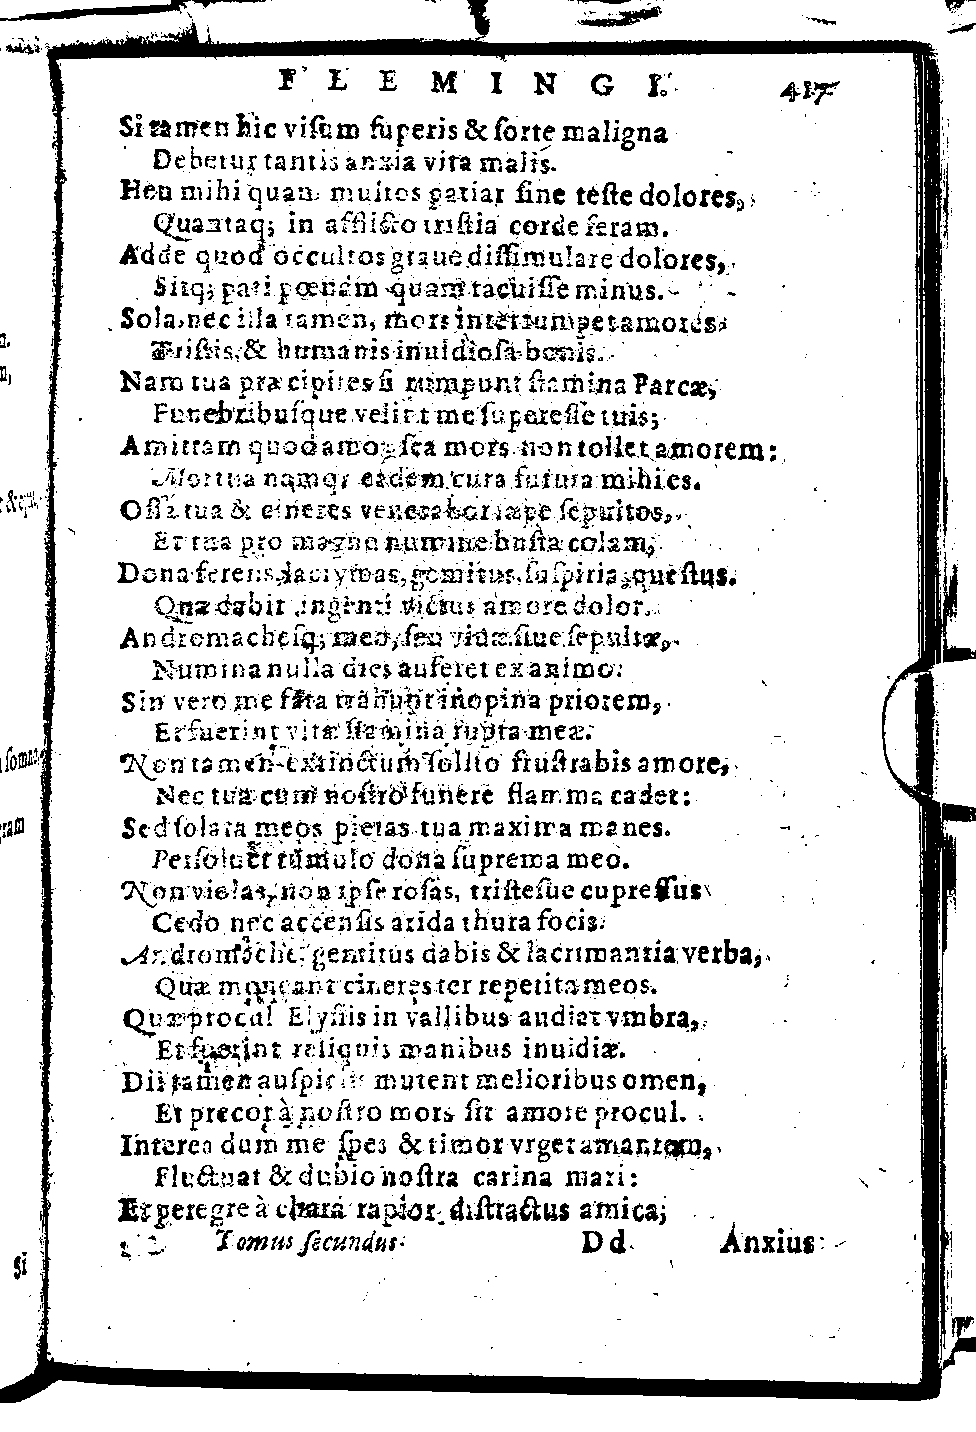 FLEMINGI. 417
Si tamen hic visum superis & sorte maligna
Debetur tantis anxia vita malis.
Heu mihi quam multos patiar sine teste dolores,
Quantaq; in afflicto tristia corde feram.
Adde quod occultos graue dissimulare dolores,
Sitq; pati pœnam quam tacuisse minus.
Sola, nec illa tamen, mors interrumpet amores,
Tristis, & humanis inuidiosa bonis.
Nam tua præcipites si rumpunt stamina Parcæ,
Funebribusque velint me superesse tuis;
Amittam quod amo, sed mors non tollet amorem:
Mortua namq; eadem cura futura mihi es.
Ossa tua & cineres venerabor sæpe sepultos,
Et tua pro magno numine busta colam,
Dona ferens, lacrymas, gemitus, suspiria, questus.
Quæ dabit ingenti victus amore dolor.
Andromachesq; meo, seu viuæ siue sepultæ,
Numina nulla dies auferet ex animo.
Sin vero me fata trahunt inopina priorem,
Et fuerint vitæ stamina rupta meæ.
Non tamen extinctum solito frustrabis amore,
Nec tua cum nostro funere flamma cadet:
Sed solata meos pietas tua maxima manes.
Persoluet tumulo dona suprema meo.
Non violas, non ipse rosas, tristesue cupressus
Cedo nec accensis arida thura focis.
Andromache, gemitus dabis & lacrimantia verba,
Quæ muniant cineres ter repetita meos.
Quæ procul Elysiis in vallibus audiat vmbra,
Et fuerint reliquis manibus inuidiæ.
Dii tamen auspiciis mutent melioribus omen,
Et precor à nostro mors sit amore procul.
Interea dum me spes & timor vrget amantem,
Fluctuat & dubio nostra carina mari:
Et peregre à chara rapior distractus amica;
Tomus secundus. Dd Anxius